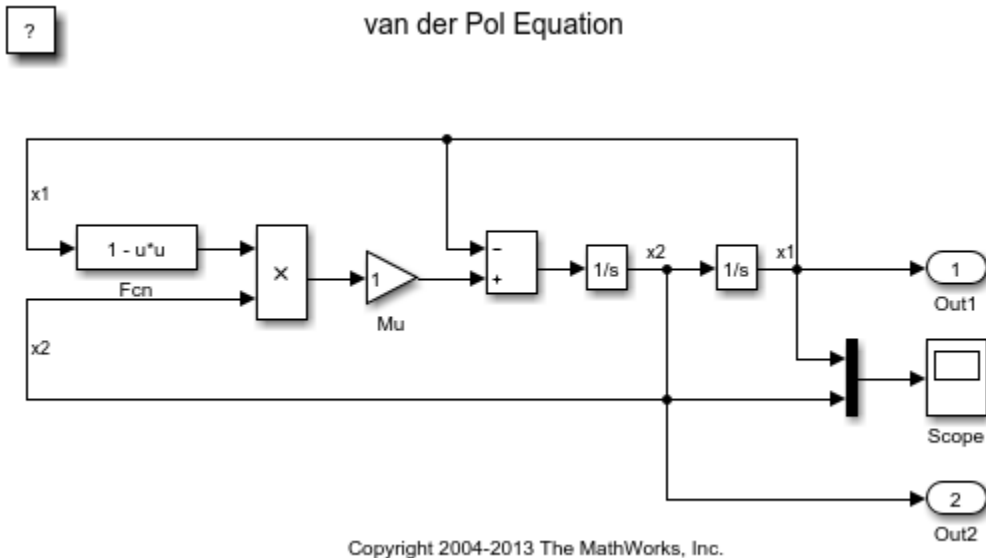 ?
van der Pol Equation
x1
1 - u*u
Fcn
×
1
Mu
−
+
1/s
x2
1/s
x1
1
Out1
x2
Scope
2
Out2
Copyright 2004-2013 The MathWorks, Inc.